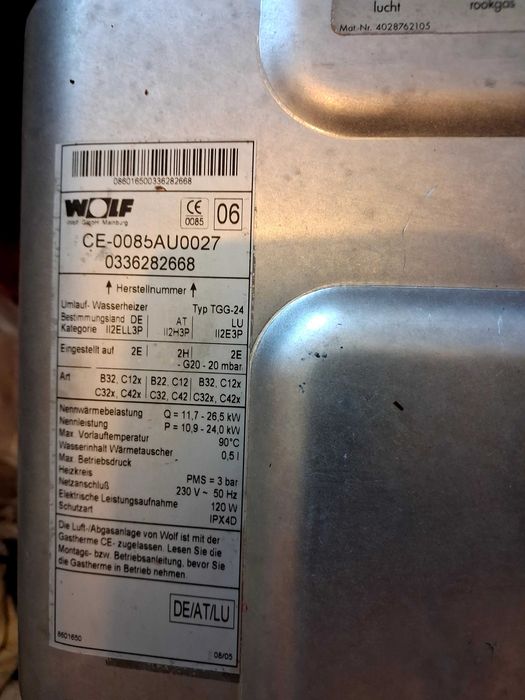 lucht rookgas
Mat-Nr. 4028762105
086016500336282668
WOLF CE 0085 06
Wolf GmbH Mainburg
CE-0085AU0027
0336282668
↑ Herstellnummer ↑
Umlauf- Wasserheizer Typ TGG-24
Bestimmungsland DE AT LU
Kategorie II2ELL3P II2H3P II2E3P
Eingestellt auf 2E 2H 2E
- G20 - 20 mbar
Art B32, C12x B22, C12 B32, C12x
C32x, C42x C32, C42 C32x, C42x
Nennwärmebelastung Q = 11,7 - 26,5 kW
Nennleistung P = 10,9 - 24,0 kW
Max. Vorlauftemperatur 90°C
Wasserinhalt Wärmetauscher 0,5 l
Max. Betriebsdruck
Heizkreis PMS = 3 bar
Netzanschluß 230 V ~ 50 Hz
Elektrische Leistungsaufnahme 120 W
Schutzart IPX4D
Die Luft-/Abgasanlage von Wolf ist mit der
Gastherme CE- zugelassen. Lesen Sie die
Montage- bzw. Betriebsanleitung, bevor Sie
die Gastherme in Betrieb nehmen.
DE/AT/LU
8601650 08/05